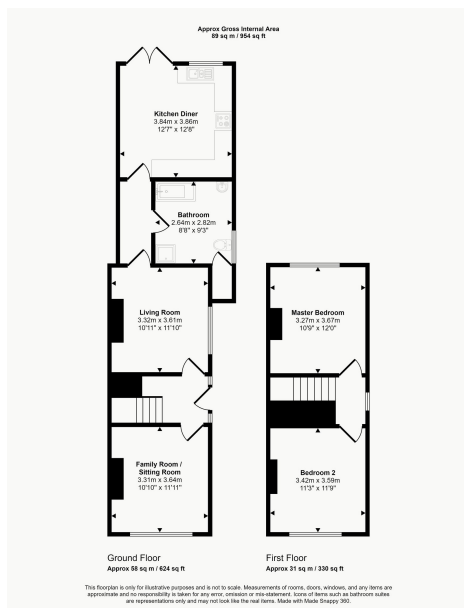 Approx Gross Internal Area
89 sq m / 954 sq ft
Kitchen Diner
3.84m x 3.86m
12'7" x 12'8"
Bathroom
2.64m x 2.82m
8'8" x 9'3"
Living Room
3.32m x 3.61m
10'11" x 11'10"
Master Bedroom
3.27m x 3.67m
10'9" x 12'0"
Family Room /
Sitting Room
3.31m x 3.64m
10'10" x 11'11"
Bedroom 2
3.42m x 3.59m
11'3" x 11'9"
Ground Floor
Approx 58 sq m / 624 sq ft
First Floor
Approx 31 sq m / 330 sq ft
This floorplan is only for illustrative purposes and is not to scale. Measurements of rooms, doors, windows, and any items are
approximate and no responsibility is taken for any error, omission or mis-statement. Icons of items such as bathroom suites
are representations only and may not look like the real items. Made with Made Snappy 360.